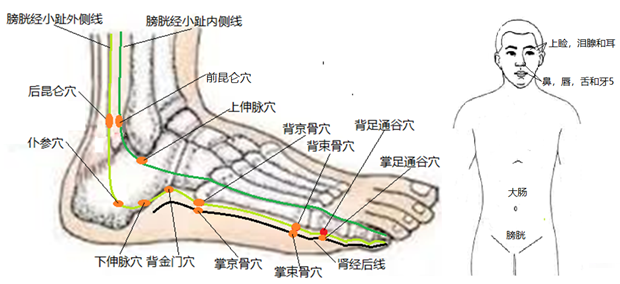 膀胱经小趾外侧线
膀胱经小趾内侧线
后昆仑穴
前昆仑穴
上伸脉穴
仆参穴
背京骨穴
背足通谷穴
背束骨穴
掌足通谷穴
下伸脉穴
背金门穴
掌京骨穴
掌束骨穴
肾经后线
上睑，泪腺和耳
鼻，唇，舌和牙5
大肠
膀胱